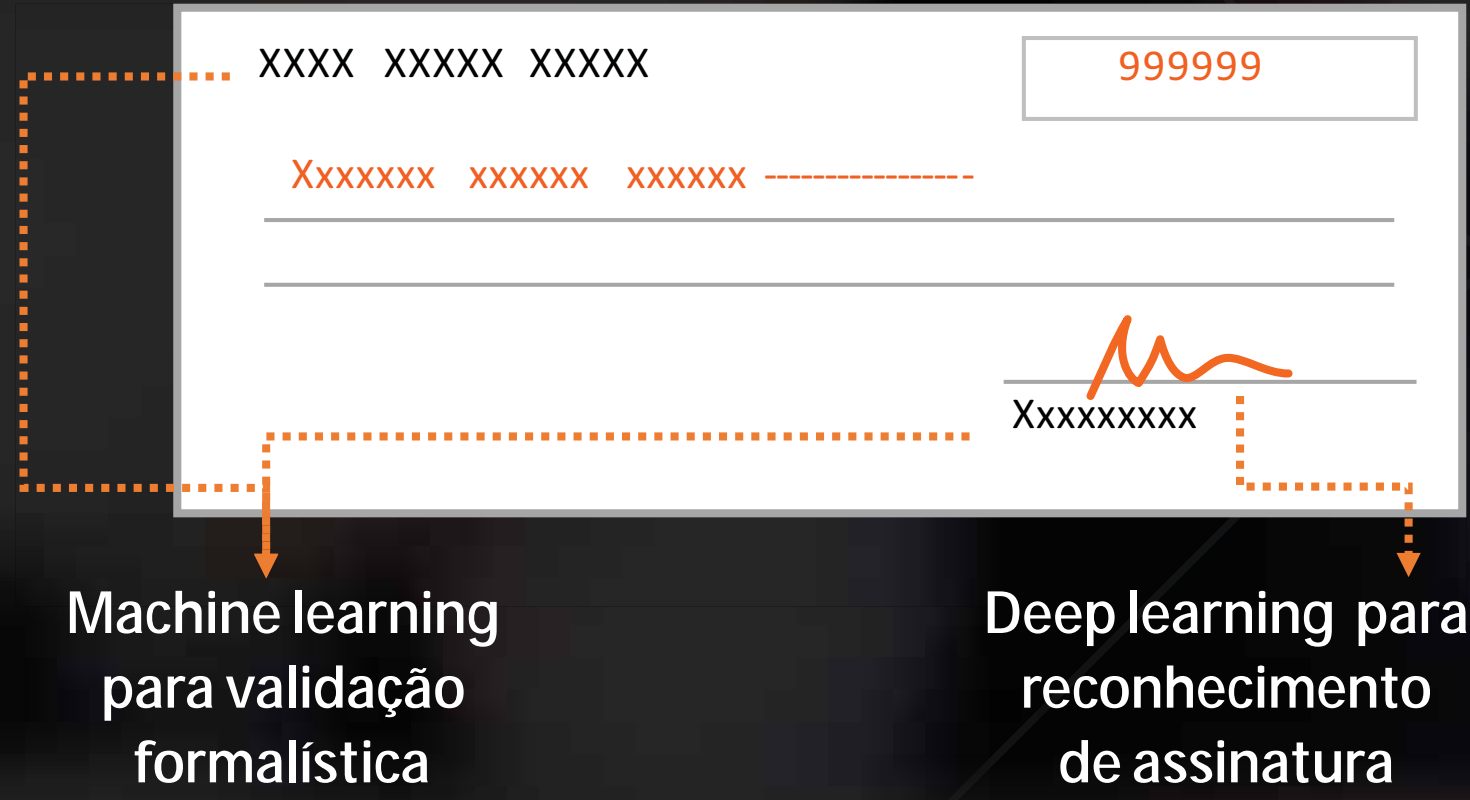 XXXX XXXXX XXXXX
999999
Xxxxxxx xxxxxx xxxxxx -----------------
Xxxxxxxxx
Machine learning
para validação
formalística
Deep learning para
reconhecimento
de assinatura